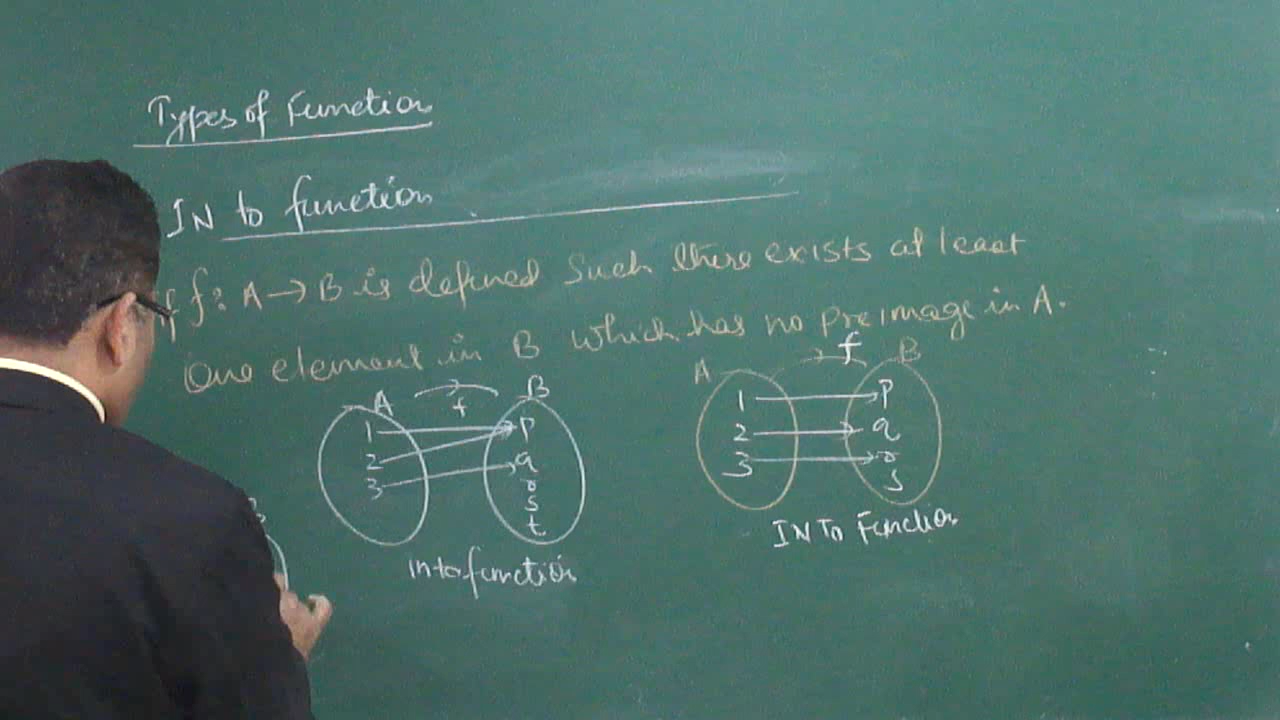 Types of Function
IN to function
If f: A → B is defined Such there exists at least
One element in B which has no preimage in A.
A f B
1 p
2 q
3 r
s
t
Into function
A f B
1 p
2 q
3 r
s
IN To Function